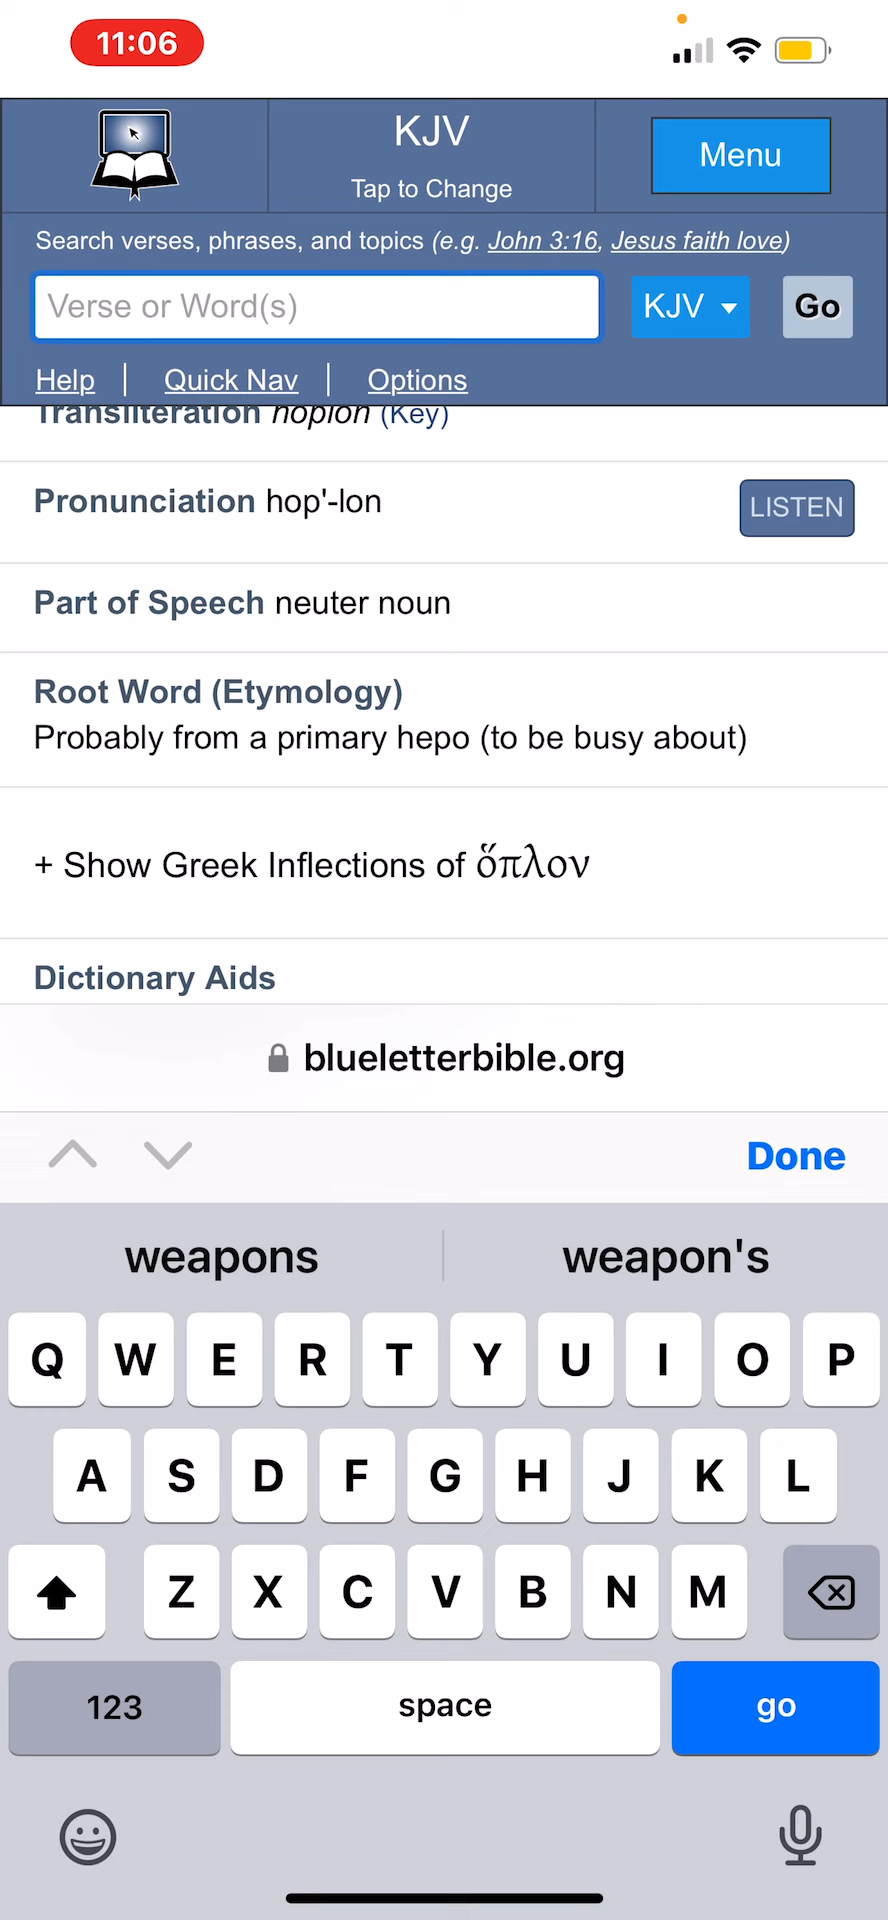 11:06
KJV
Tap to Change
Menu
Search verses, phrases, and topics (e.g. John 3:16, Jesus faith love)
Verse or Word(s)
KJV
Go
Help | Quick Nav | Options
Transliteration hoplon (Key)
Pronunciation hop'-lon
LISTEN
Part of Speech neuter noun
Root Word (Etymology)
Probably from a primary hepo (to be busy about)
+ Show Greek Inflections of ὅπλον
Dictionary Aids
blueletterbible.org
Done
weapons
weapon's
Q W E R T Y U I O P
A S D F G H J K L
Z X C V B N M
123 space go